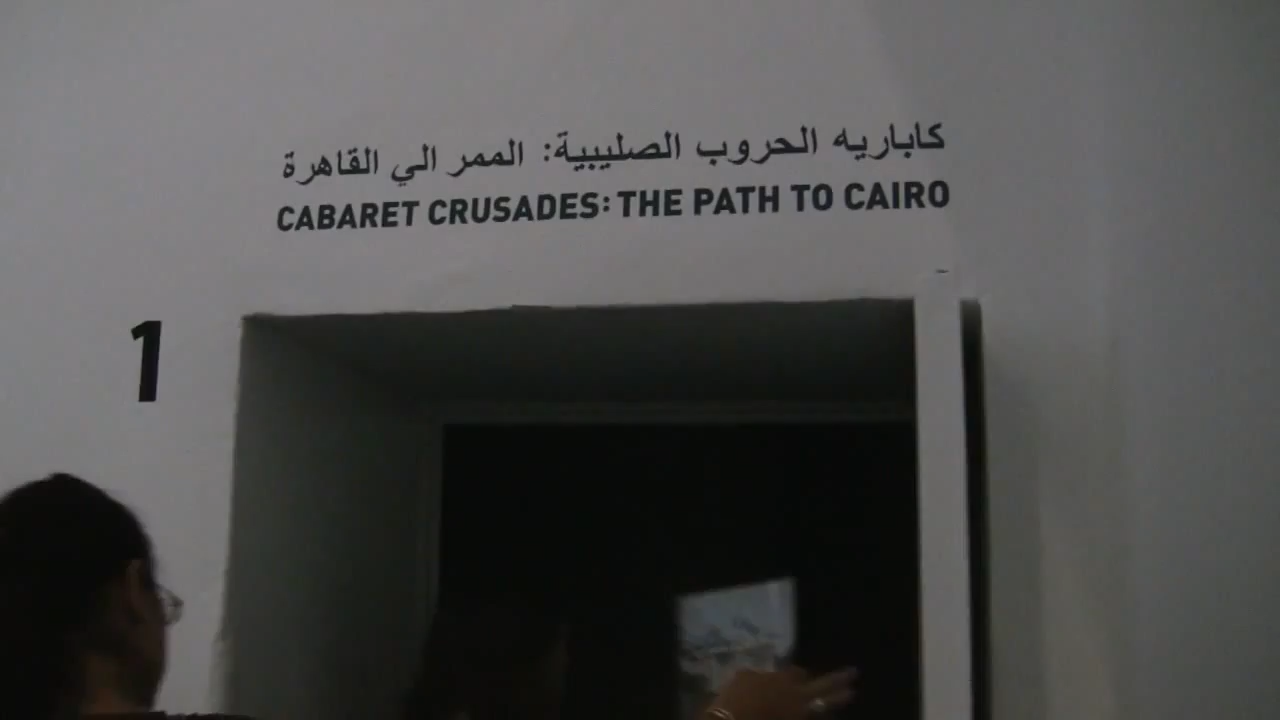 كاباريه الحروب الصليبية: الممر الي القاهرة
CABARET CRUSADES: THE PATH TO CAIRO
1